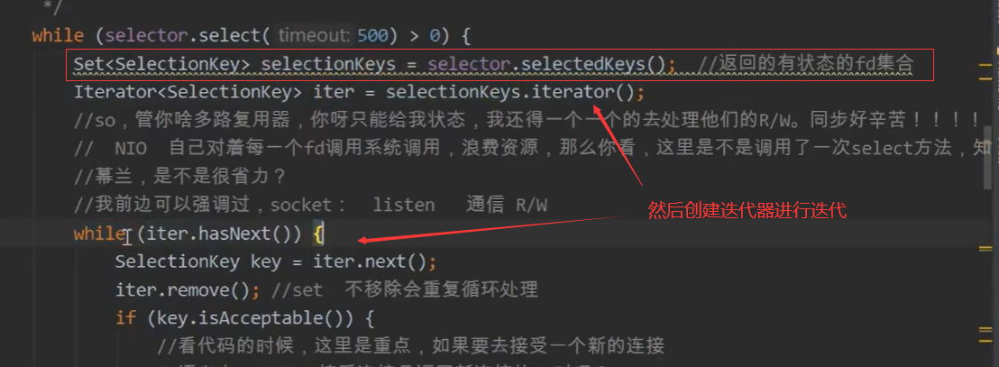 */
while (selector.select( timeout: 500) > 0) {
Set<SelectionKey> selectionKeys = selector.selectedKeys(); //返回的有状态的fd集合
Iterator<SelectionKey> iter = selectionKeys.iterator();
//so，管你啥多路复用器，你呀只能给我状态，我还得一个一个的去处理他们的R/W。同步好辛苦！！！！
// NIO 自己对着每一个fd调用系统调用，浪费资源，那么你看，这里是不是调用了一次select方法，知
//幕兰，是不是很省力？
//我前边可以强调过，socket： listen 通信 R/W
然后创建迭代器进行迭代
while (iter.hasNext()) {
SelectionKey key = iter.next();
iter.remove(); //set 不移除会重复循环处理
if (key.isAcceptable()) {
//看代码的时候，这里是重点，如果要去接受一个新的连接